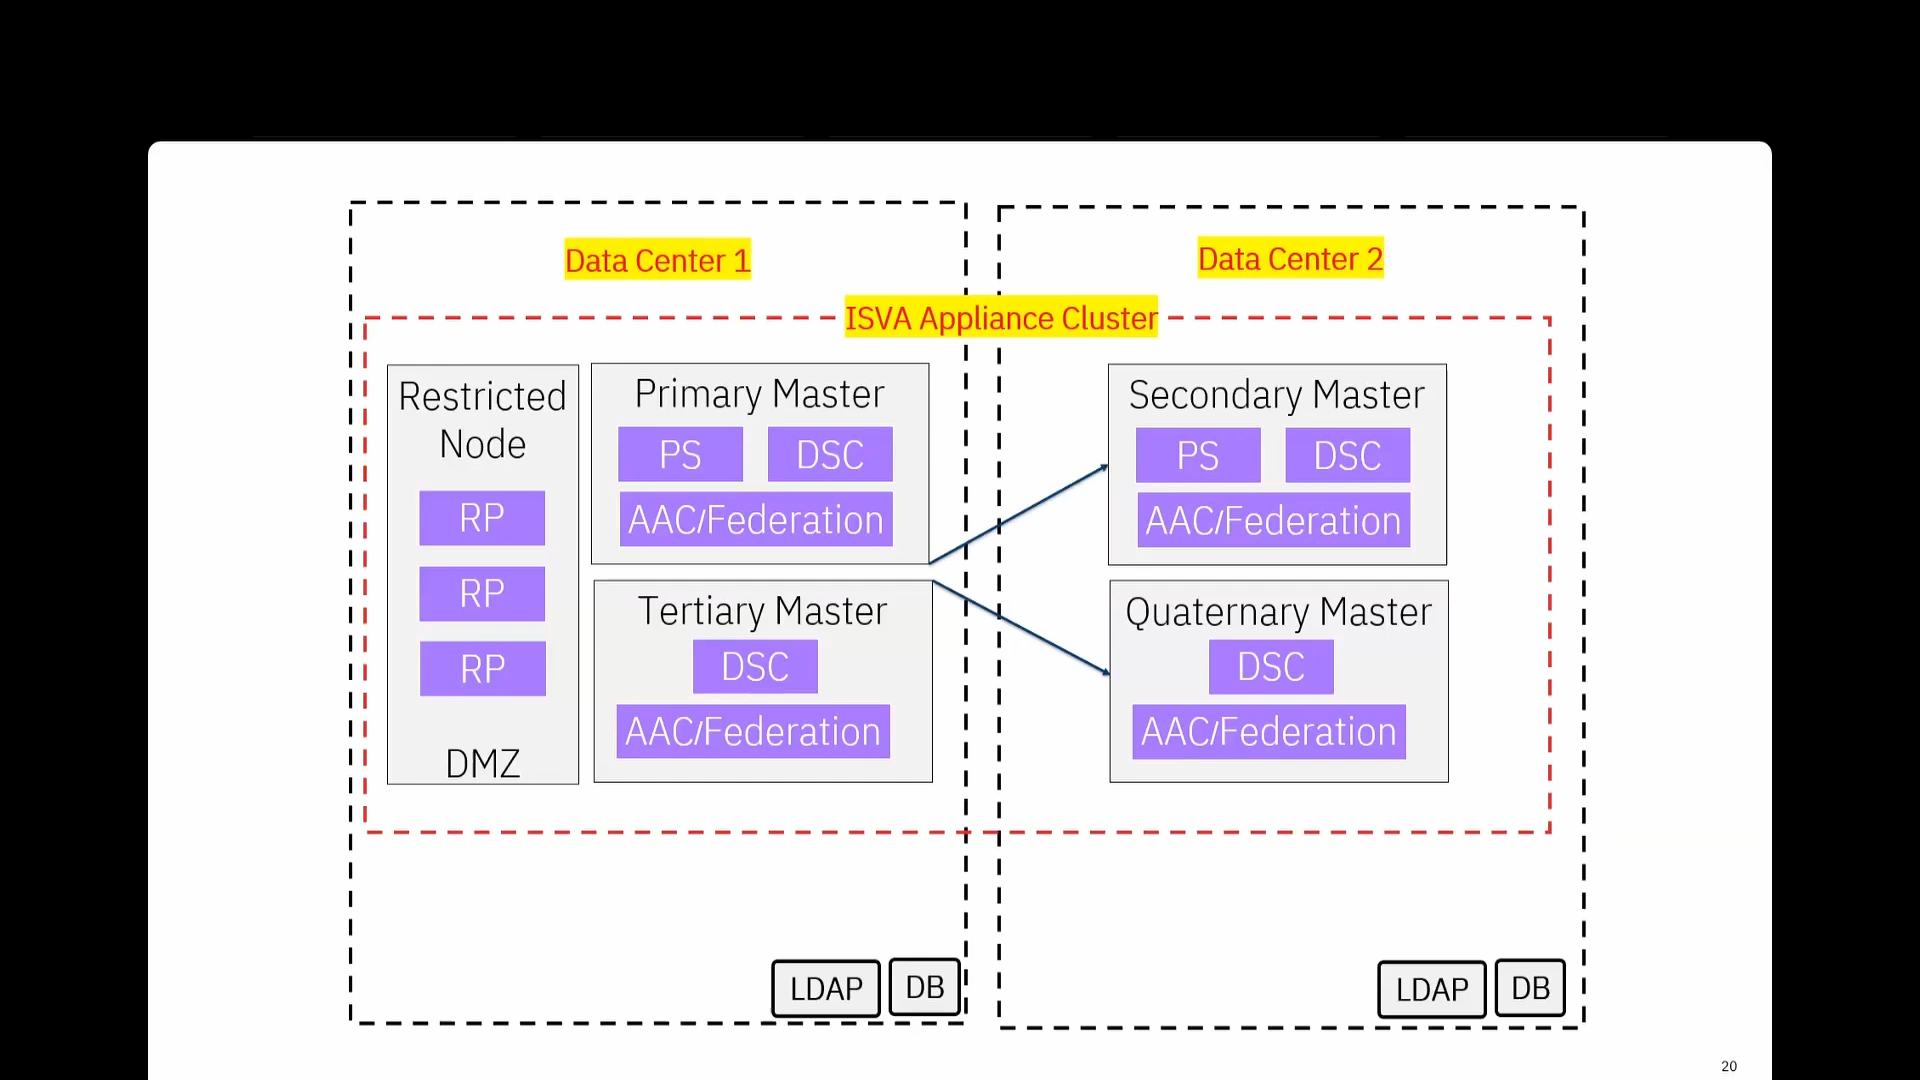 Data Center 1
Data Center 2
ISVA Appliance Cluster
Restricted
Node
RP
RP
RP
DMZ
Primary Master
PS DSC
AAC/Federation
Tertiary Master
DSC
AAC/Federation
Secondary Master
PS DSC
AAC/Federation
Quaternary Master
DSC
AAC/Federation
LDAP DB
LDAP DB
20